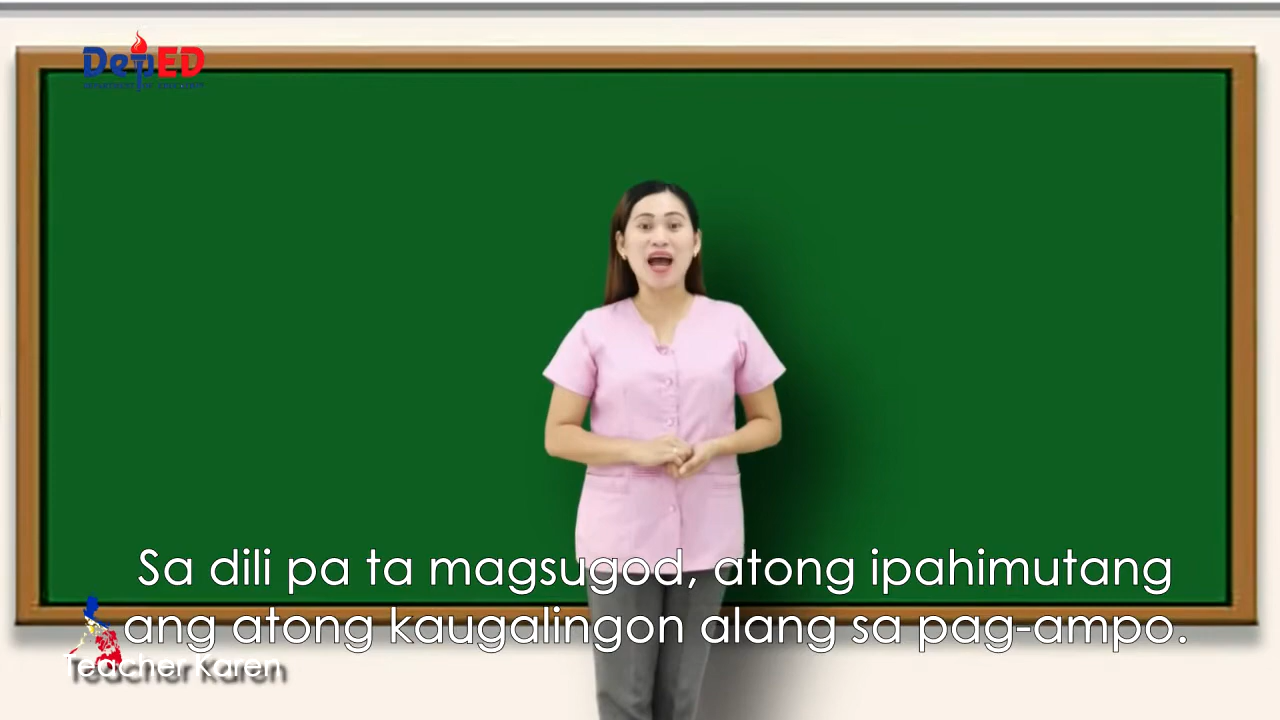 DepED
Sa dili pa ta magsugod, atong ipahimutang
ang atong kaugalingon alang sa pag-ampo.
Teacher Karen